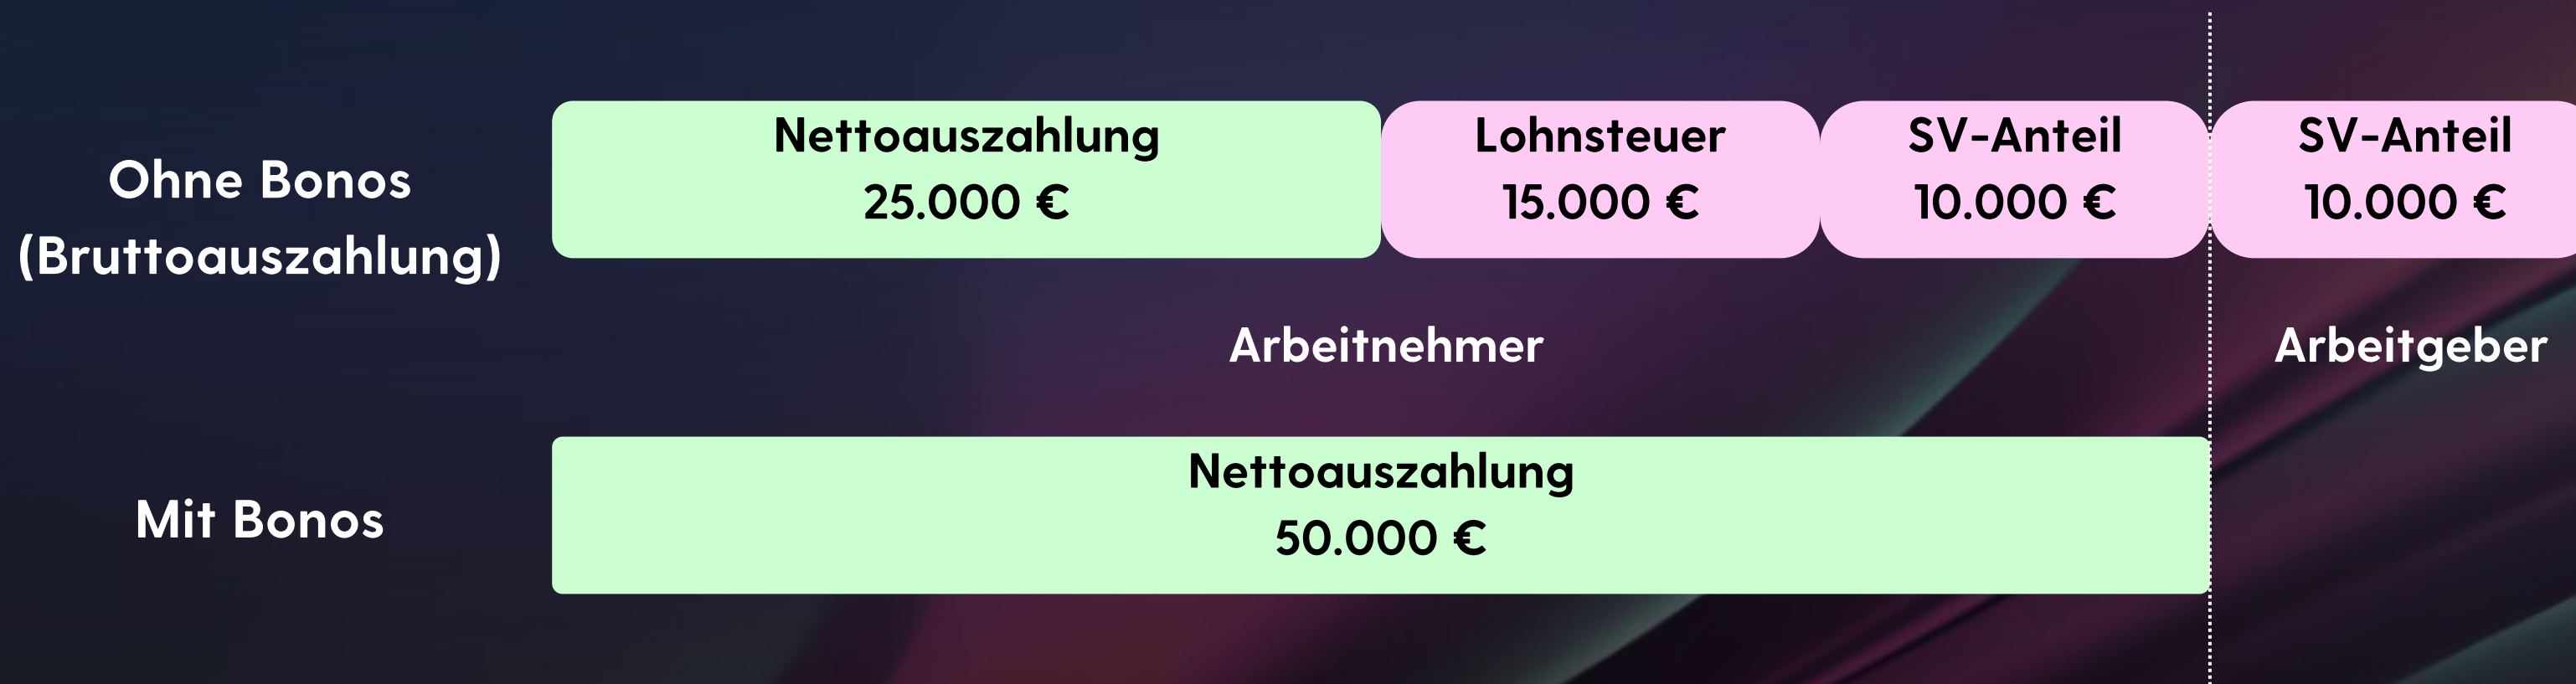 Ohne Bonos
(Bruttoauszahlung)
Nettoauszahlung
25.000 €
Lohnsteuer
15.000 €
SV-Anteil
10.000 €
SV-Anteil
10.000 €
Arbeitnehmer
Arbeitgeber
Mit Bonos
Nettoauszahlung
50.000 €